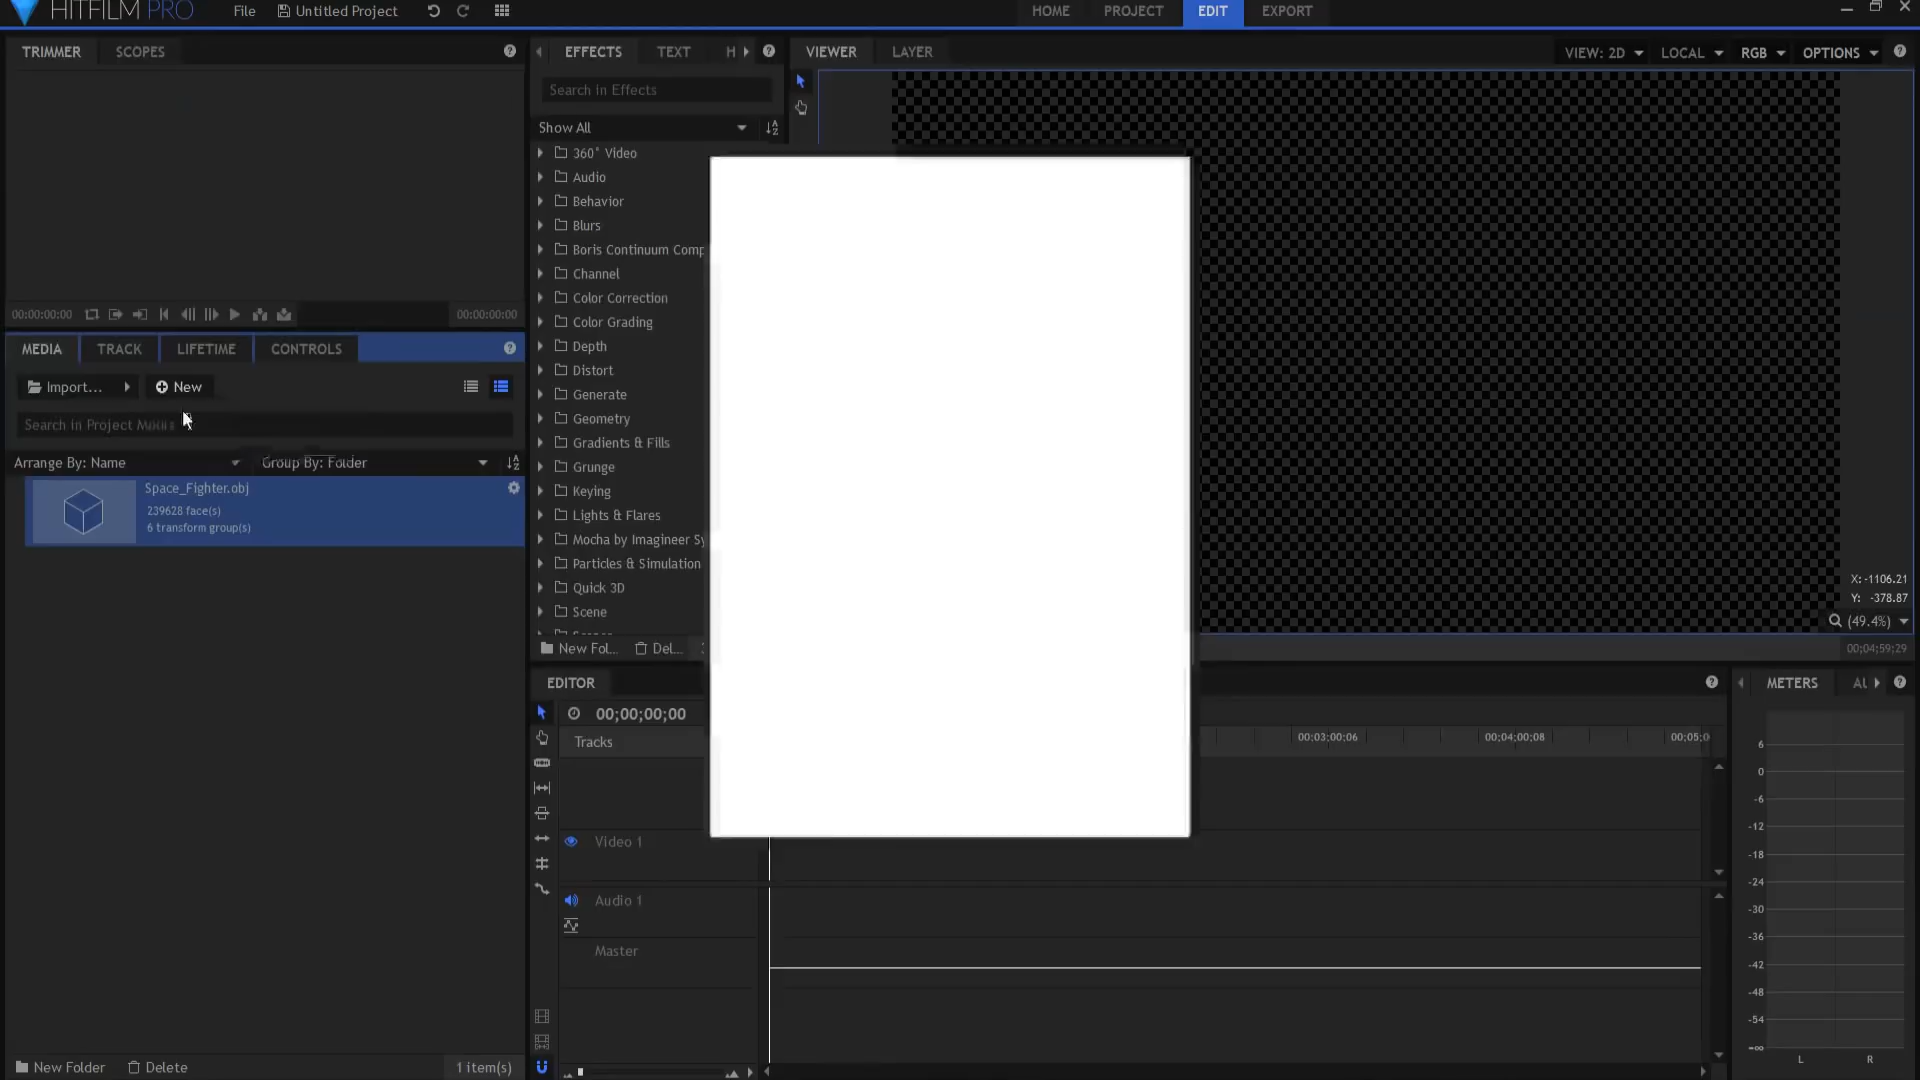 HITFILM PRO
File
Untitled Project
HOME
PROJECT
EDIT
EXPORT
TRIMMER
SCOPES
EFFECTS
TEXT
H
VIEWER
LAYER
VIEW: 2D
LOCAL
RGB
OPTIONS
Search in Effects
Show All
360° Video
Audio
Behavior
Blurs
Boris Continuum Comp
Channel
Color Correction
Color Grading
Depth
Distort
Generate
Geometry
Gradients & Fills
Grunge
Keying
Lights & Flares
Mocha by Imagineer Sy
Particles & Simulation
Quick 3D
Scene
New Fol...
Del...
00:00:00:00
00:00:00:00
MEDIA
TRACK
LIFETIME
CONTROLS
Import...
New
Search in Project
Arrange By: Name
Group By: Folder
Space_Fighter.obj
239628 face(s)
6 transform group(s)
New Folder
Delete
1 item(s)
X: -1106.21
Y: -378.87
(49.4%)
00;04;59;29
EDITOR
00;00;00;00
Tracks
00;03;00;06
00;04;00;08
00;05;0
Video 1
Audio 1
Master
METERS
AU
6
0
-6
-12
-18
-24
-30
-36
-42
-48
-54
-∞
L
R